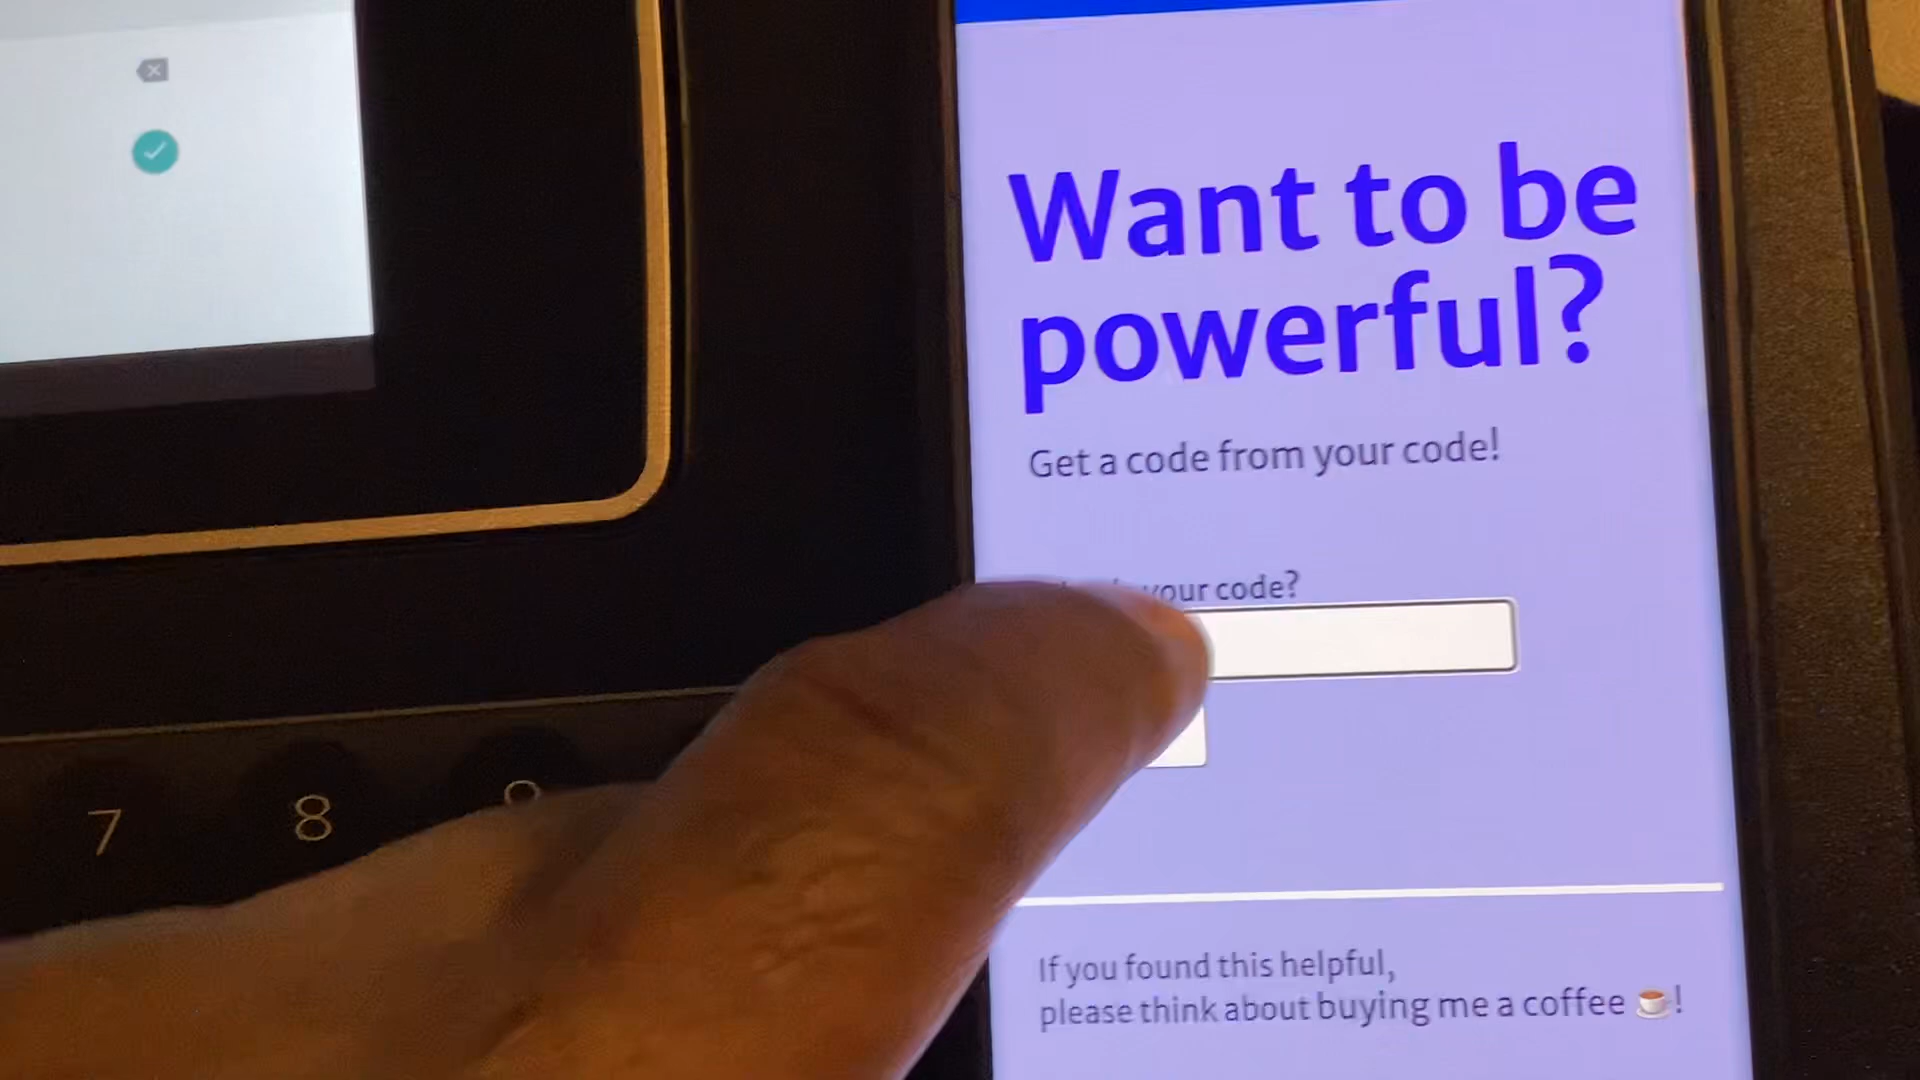 Want to be
powerful?
Get a code from your code!
your code?
7 8 9
If you found this helpful,
please think about buying me a coffee ☕!